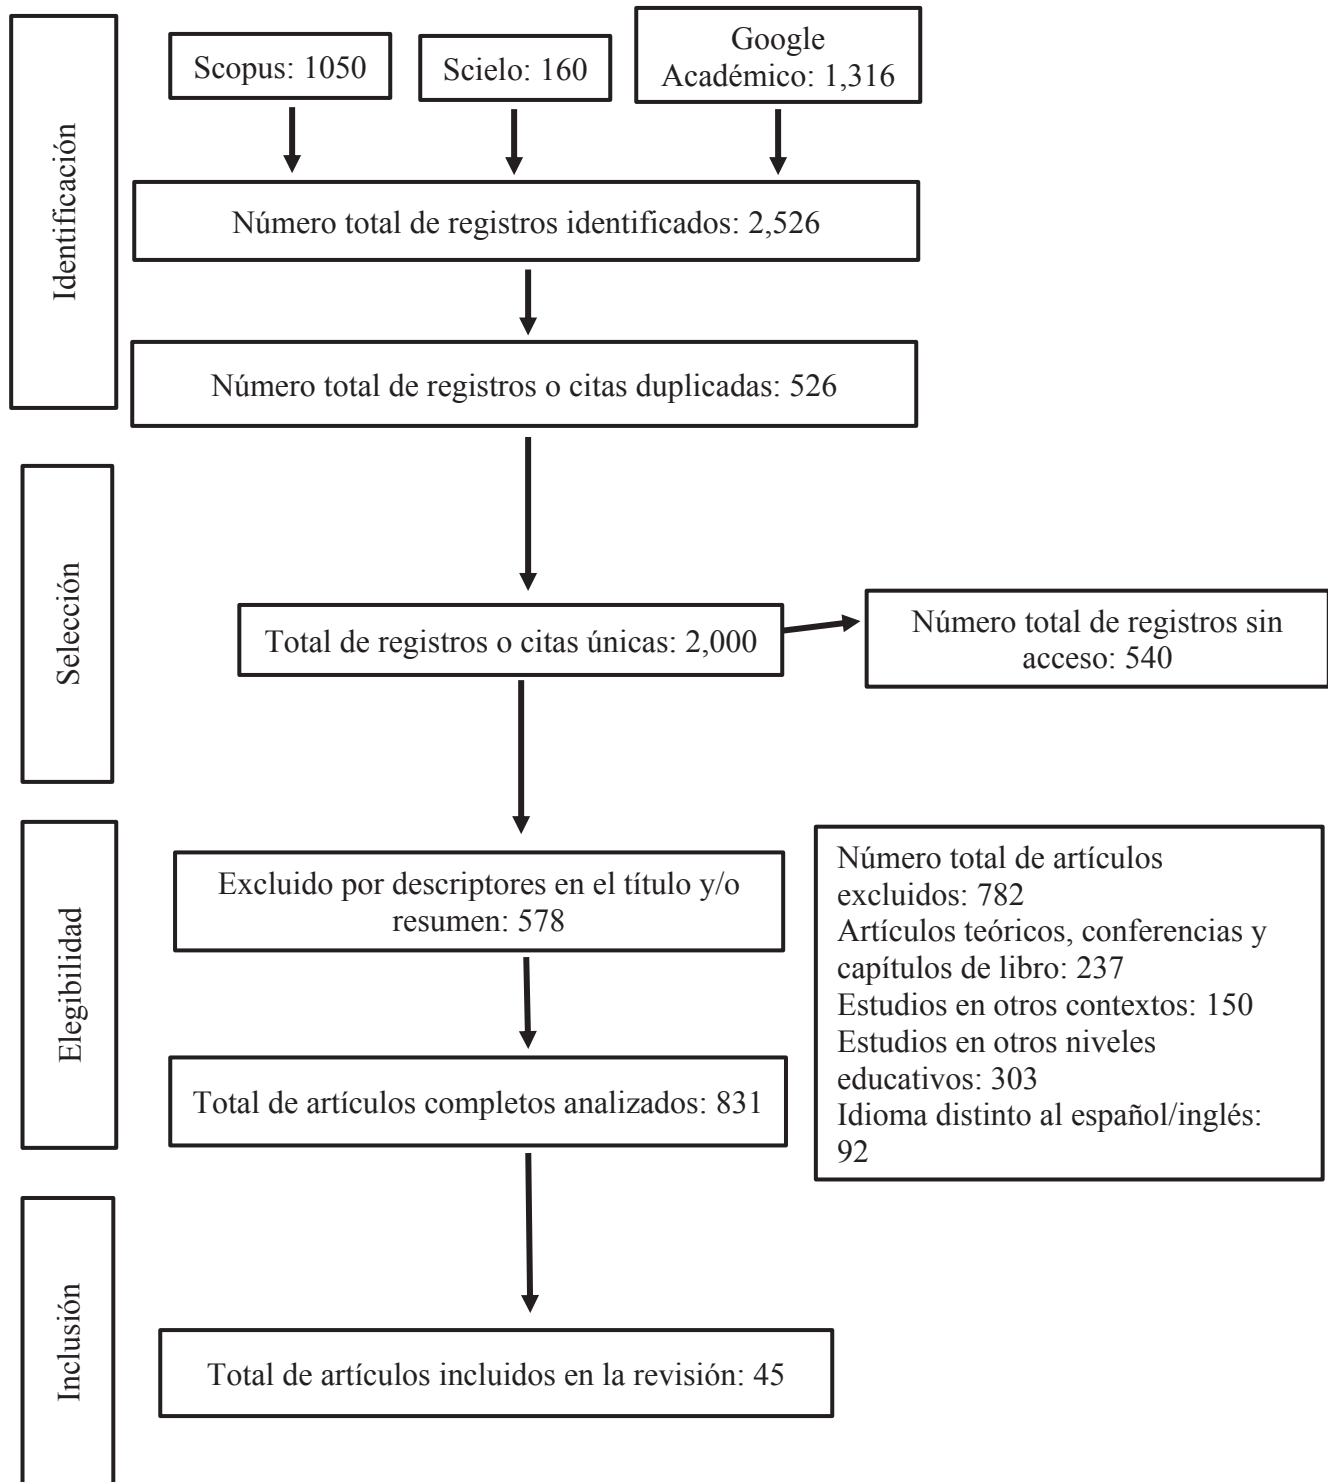 Identificación
Scopus: 1050
Scielo: 160
Google
Académico: 1,316
Número total de registros identificados: 2,526
Número total de registros o citas duplicadas: 526
Selección
Total de registros o citas únicas: 2,000
Número total de registros sin
acceso: 540
Elegibilidad
Excluido por descriptores en el título y/o
resumen: 578
Total de artículos completos analizados: 831
Número total de artículos
excluidos: 782
Artículos teóricos, conferencias y
capítulos de libro: 237
Estudios en otros contextos: 150
Estudios en otros niveles
educativos: 303
Idioma distinto al español/inglés:
92
Inclusión
Total de artículos incluidos en la revisión: 45